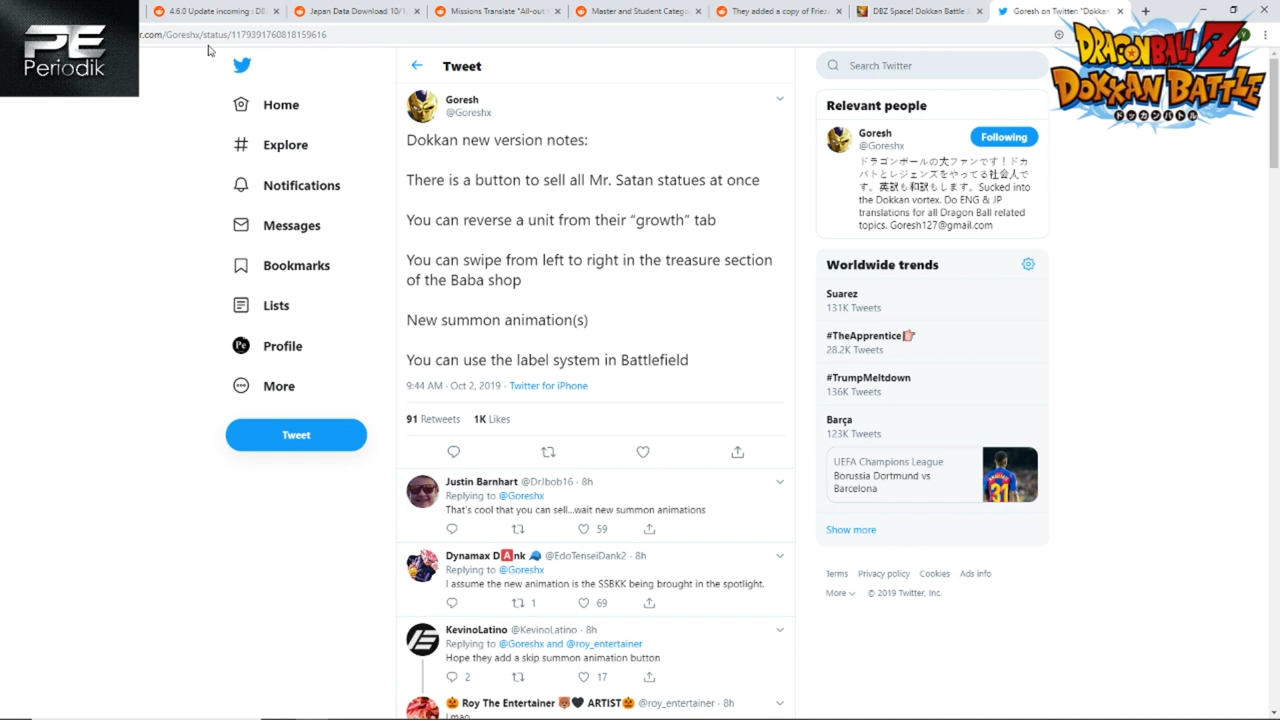 4.6.0 Update incoming : DB
Japan Data Download 10/1
Missions Translate "All-out
Master and Student Catego
They added a copy of Fries
DBZ Space! Dokkan Battle
Goresh on Twitter: "Dokkan
r.com/Goreshx/status/1179391760818159616
PE
Periodik
DRAGONBALL Z
DOKKAN BATTLE
ドッカンバトル
Home
Explore
Notifications
Messages
Bookmarks
Lists
Pe
Profile
More
Tweet
Tweet
Goresh
@Goreshx
Dokkan new version notes:
There is a button to sell all Mr. Satan statues at once
You can reverse a unit from their “growth” tab
You can swipe from left to right in the treasure section
of the Baba shop
New summon animation(s)
You can use the label system in Battlefield
9:44 AM · Oct 2, 2019 · Twitter for iPhone
91 Retweets 1K Likes
Justin Barnhart @DrJbob16 · 8h
Replying to @Goreshx
That's cool that you can sell...wait new summon animations
59
Dynamax D🅰nk 🧢 @EdoTenseiDank2 · 8h
Replying to @Goreshx
I assume the new animation is the SSBKK being brought in the spotlight.
1 69
KevinoLatino @KevinoLatino · 8h
Replying to @Goreshx and @roy_entertainer
Hope they add a skip summon animation button
2 17
🎃 Roy The Entertainer 🐻🖤 ARTIST🎃 @roy_entertainer · 8h
Lmao
Search Twitter
Relevant people
Goresh
@Goreshx
Following
ドラゴンボールの大ファンです！ドカ
バトとレジェンズをやってる社会人で
す。英訳も和訳もします。Sucked into
the Dokkan vortex. Do ENG & JP
translations for all Dragon Ball related
topics. Goresh127@gmail.com
Worldwide trends
Suarez
131K Tweets
#TheApprentice
28.2K Tweets
#TrumpMeltdown
136K Tweets
Barça
123K Tweets
UEFA Champions League
Borussia Dortmund vs
Barcelona
31
Show more
Terms Privacy policy Cookies Ads info
More © 2019 Twitter, Inc.